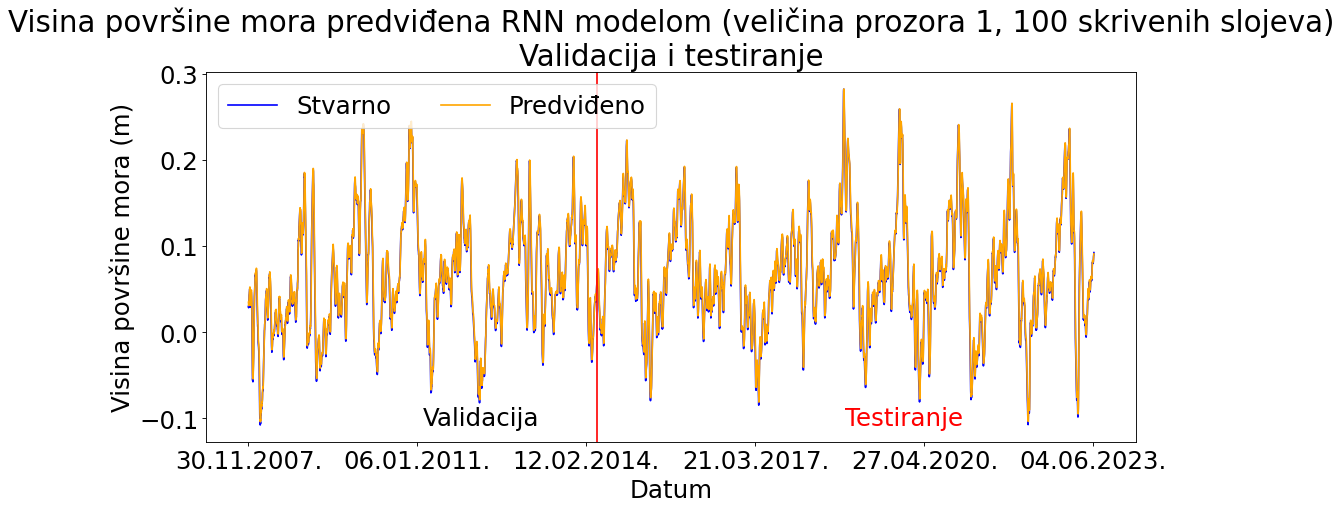 Visina površine mora predviđena RNN modelom (veličina prozora 1, 100 skrivenih slojeva)
Validacija i testiranje
Stvarno
Predviđeno
Visina površine mora (m)
0.3
0.2
0.1
0.0
−0.1
Validacija
Testiranje
30.11.2007.
06.01.2011.
12.02.2014.
21.03.2017.
27.04.2020.
04.06.2023.
Datum